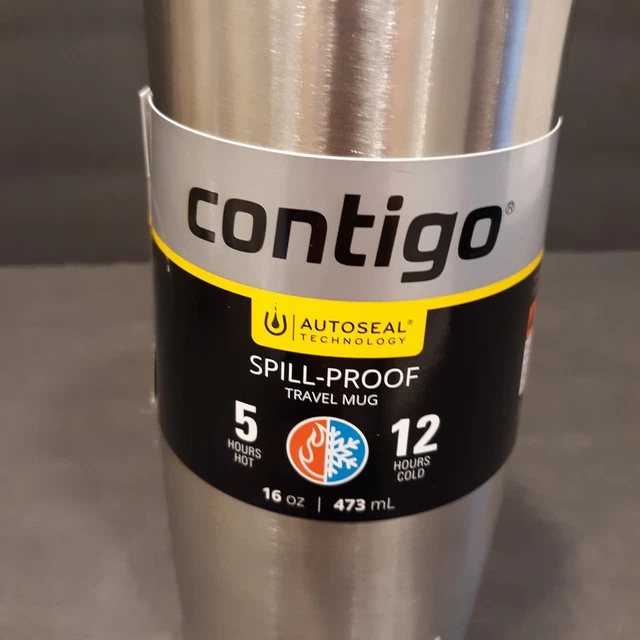 contigo®
AUTOSEAL®
TECHNOLOGY
SPILL-PROOF
TRAVEL MUG
5
HOURS
HOT
12
HOURS
COLD
16 oz | 473 mL